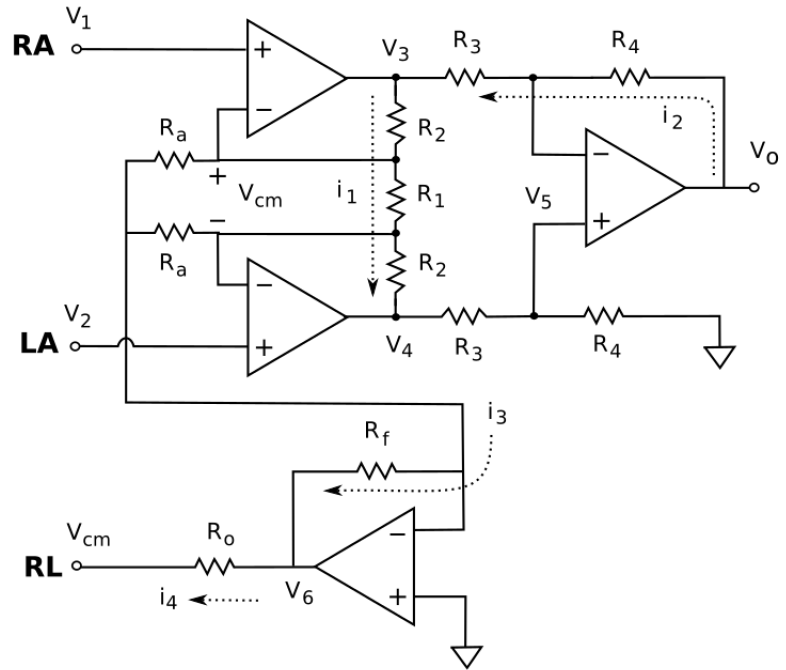 V1
RA
+
−
V3
R3
R4
i2
Ra
R2
+
Vcm
i1
R1
−
Vo
V5
−
+
Ra
R2
−
V2
LA
+
V4
R3
R4
i3
Rf
Vcm
Ro
−
RL
V6
+
i4